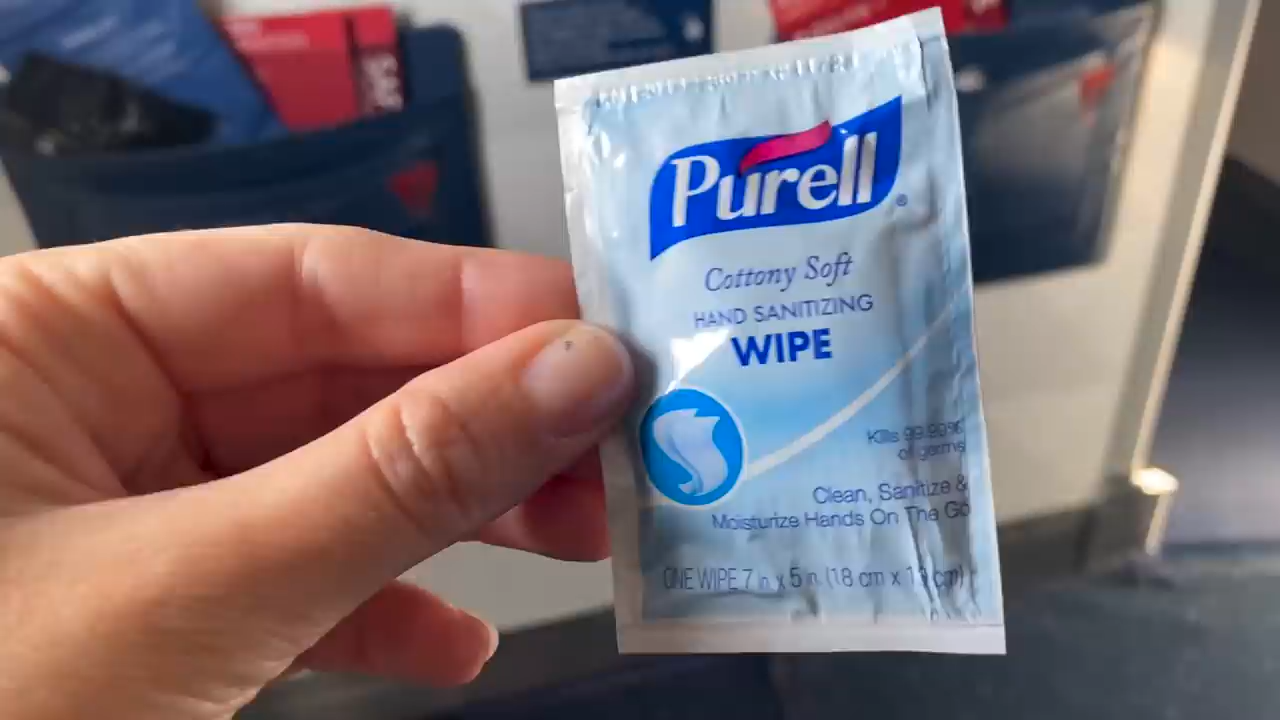 Purell®
Cottony Soft
HAND SANITIZING
WIPE
Kills 99.99%
of germs
Clean, Sanitize &
Moisturize Hands On The Go
ONE WIPE 7 in x 5 in (18 cm x 13 cm)